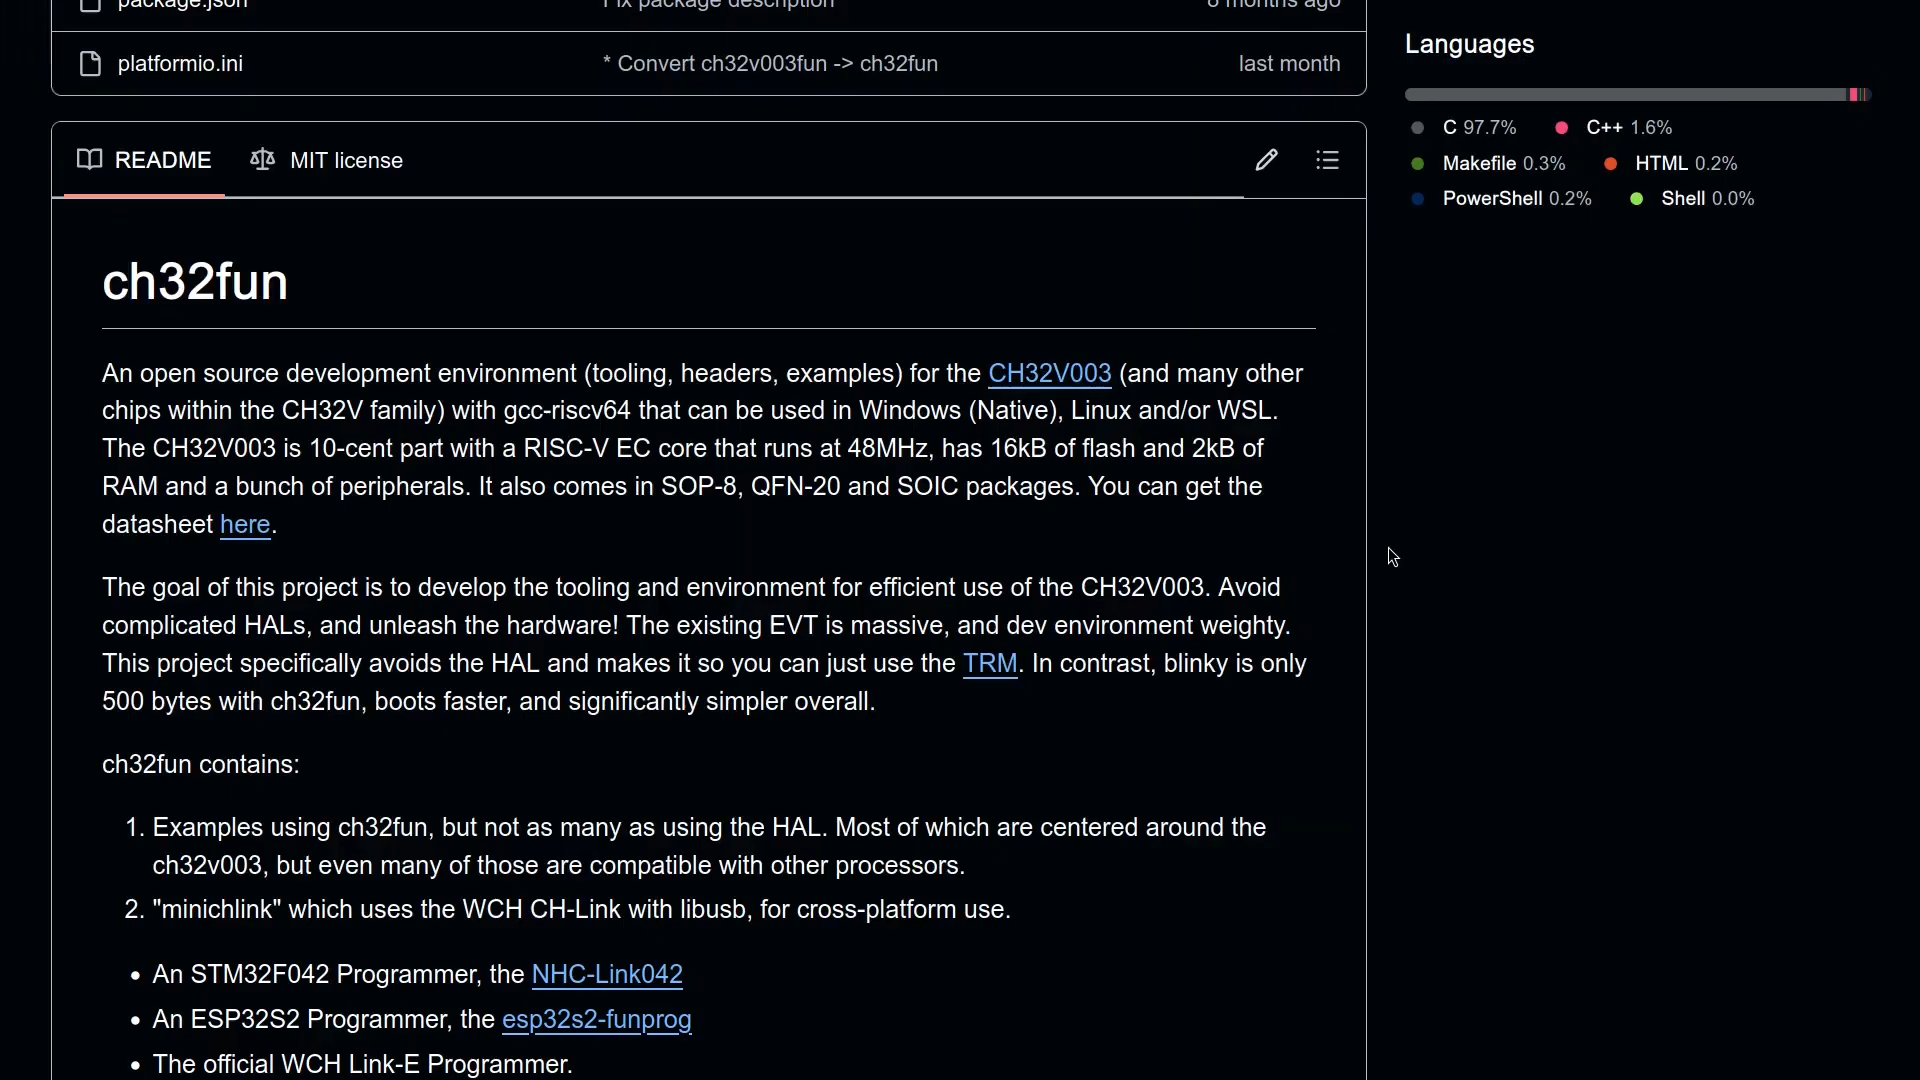 package.json Fix package description 8 months ago
platformio.ini * Convert ch32v003fun -> ch32fun last month
README MIT license
ch32fun
An open source development environment (tooling, headers, examples) for the CH32V003 (and many other
chips within the CH32V family) with gcc-riscv64 that can be used in Windows (Native), Linux and/or WSL.
The CH32V003 is 10-cent part with a RISC-V EC core that runs at 48MHz, has 16kB of flash and 2kB of
RAM and a bunch of peripherals. It also comes in SOP-8, QFN-20 and SOIC packages. You can get the
datasheet here.
The goal of this project is to develop the tooling and environment for efficient use of the CH32V003. Avoid
complicated HALs, and unleash the hardware! The existing EVT is massive, and dev environment weighty.
This project specifically avoids the HAL and makes it so you can just use the TRM. In contrast, blinky is only
500 bytes with ch32fun, boots faster, and significantly simpler overall.
ch32fun contains:
1. Examples using ch32fun, but not as many as using the HAL. Most of which are centered around the
ch32v003, but even many of those are compatible with other processors.
2. "minichlink" which uses the WCH CH-Link with libusb, for cross-platform use.
• An STM32F042 Programmer, the NHC-Link042
• An ESP32S2 Programmer, the esp32s2-funprog
• The official WCH Link-E Programmer.
Languages
C 97.7% C++ 1.6%
Makefile 0.3% HTML 0.2%
PowerShell 0.2% Shell 0.0%